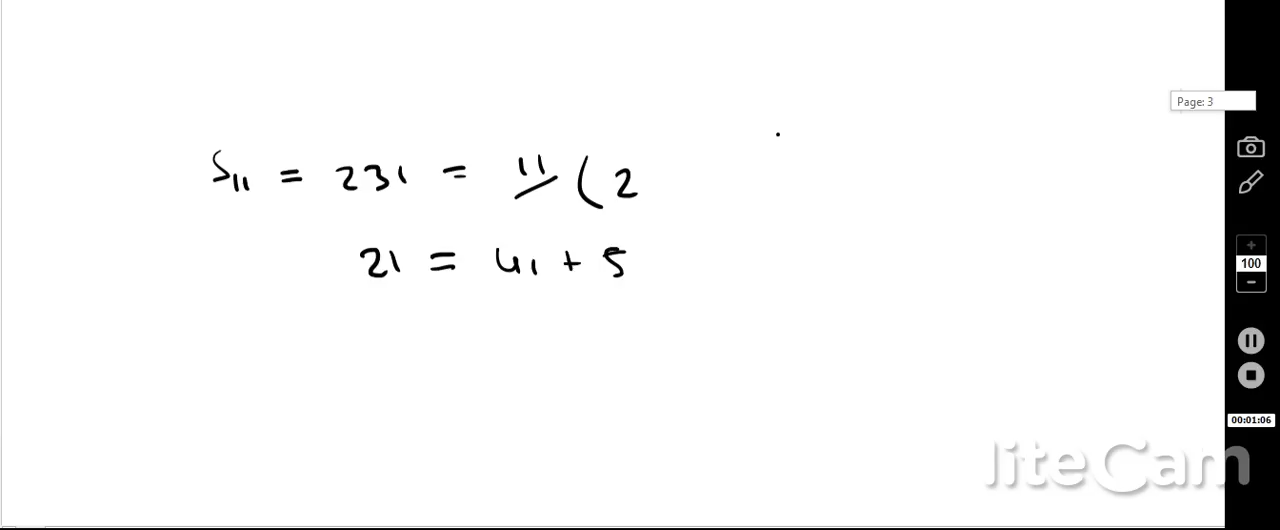 Page: 3
S₁₁ = 231 = 11/ (2
21 = u₁ + 5
100
00:01:06
liteCam